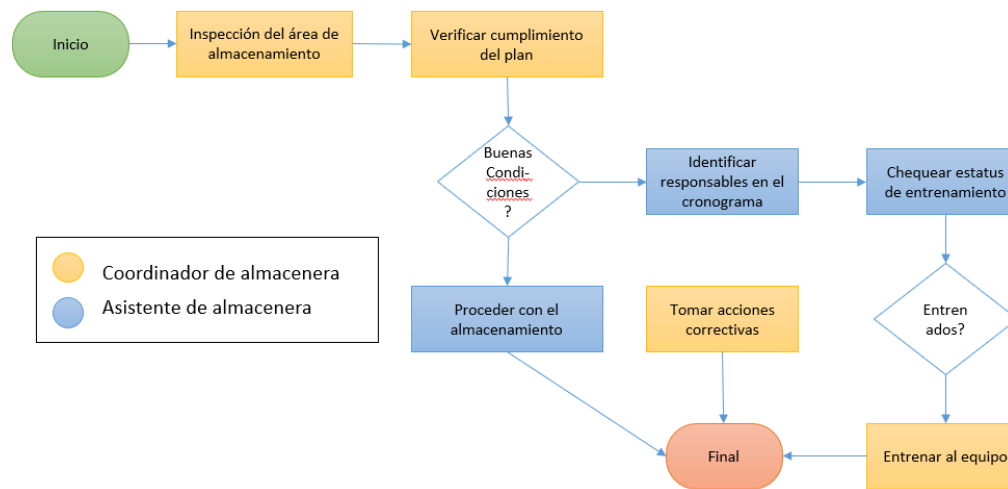 Inicio
Inspección del área de
almacenamiento
Verificar cumplimiento
del plan
Buenas
Condi-
ciones
?
Identificar
responsables en el
cronograma
Chequear estatus
de entrenamiento
Coordinador de almacenera
Asistente de almacenera
Proceder con el
almacenamiento
Tomar acciones
correctivas
Entren
ados?
Final
Entrenar al equipo